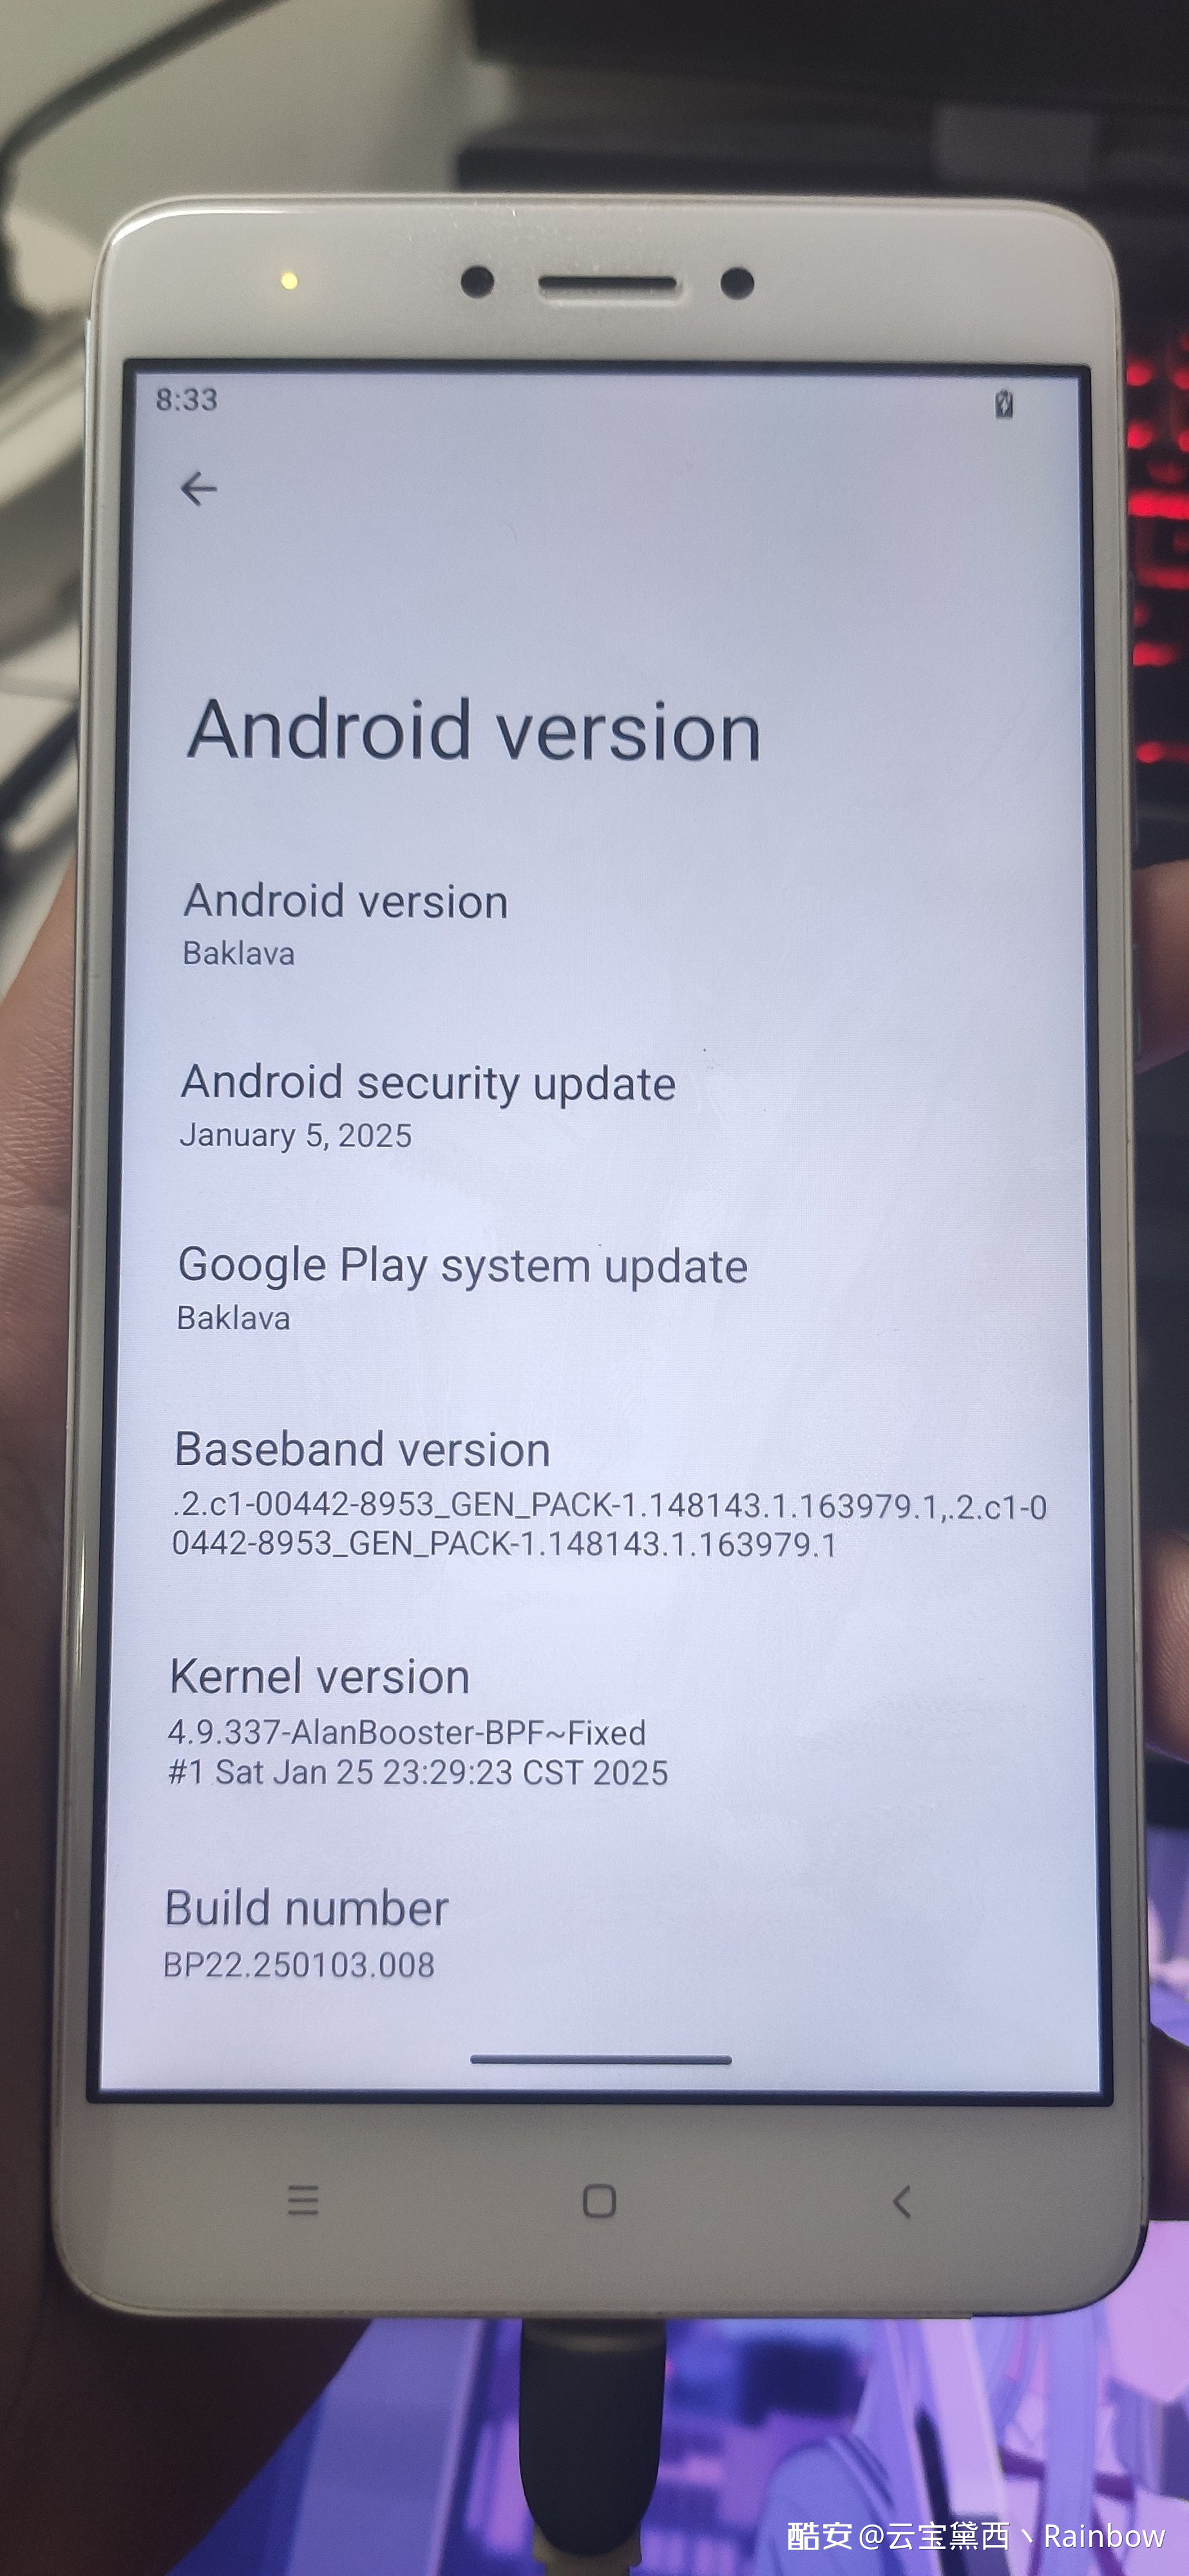 8:33
Android version
Android version
Baklava
Android security update
January 5, 2025
Google Play system update
Baklava
Baseband version
.2.c1-00442-8953_GEN_PACK-1.148143.1.163979.1,.2.c1-0
0442-8953_GEN_PACK-1.148143.1.163979.1
Kernel version
4.9.337-AlanBooster-BPF~Fixed
#1 Sat Jan 25 23:29:23 CST 2025
Build number
BP22.250103.008
酷安 @云宝黛西丶Rainbow